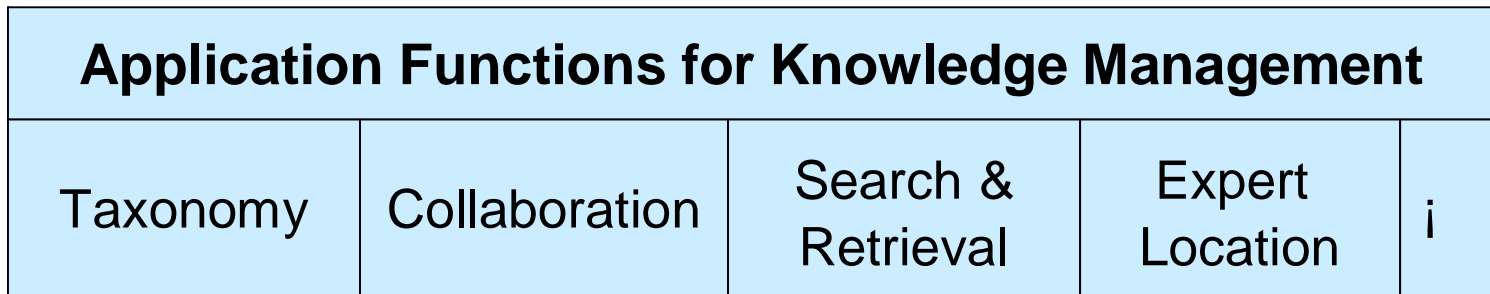 Application Functions for Knowledge Management
Taxonomy
Collaboration
Search &
Retrieval
Expert
Location
¡